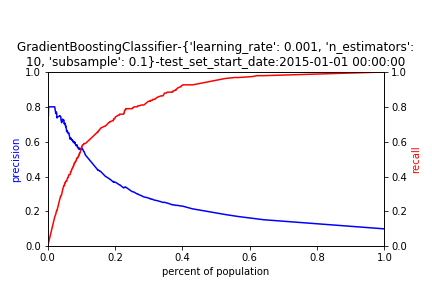 GradientBoostingClassifier-{'learning_rate': 0.001, 'n_estimators':
10, 'subsample': 0.1}-test_set_start_date:2015-01-01 00:00:00
1.0
0.8
0.6
0.4
0.2
0.0
precision
1.0
0.8
0.6
0.4
0.2
0.0
recall
0.0 0.2 0.4 0.6 0.8 1.0
percent of population